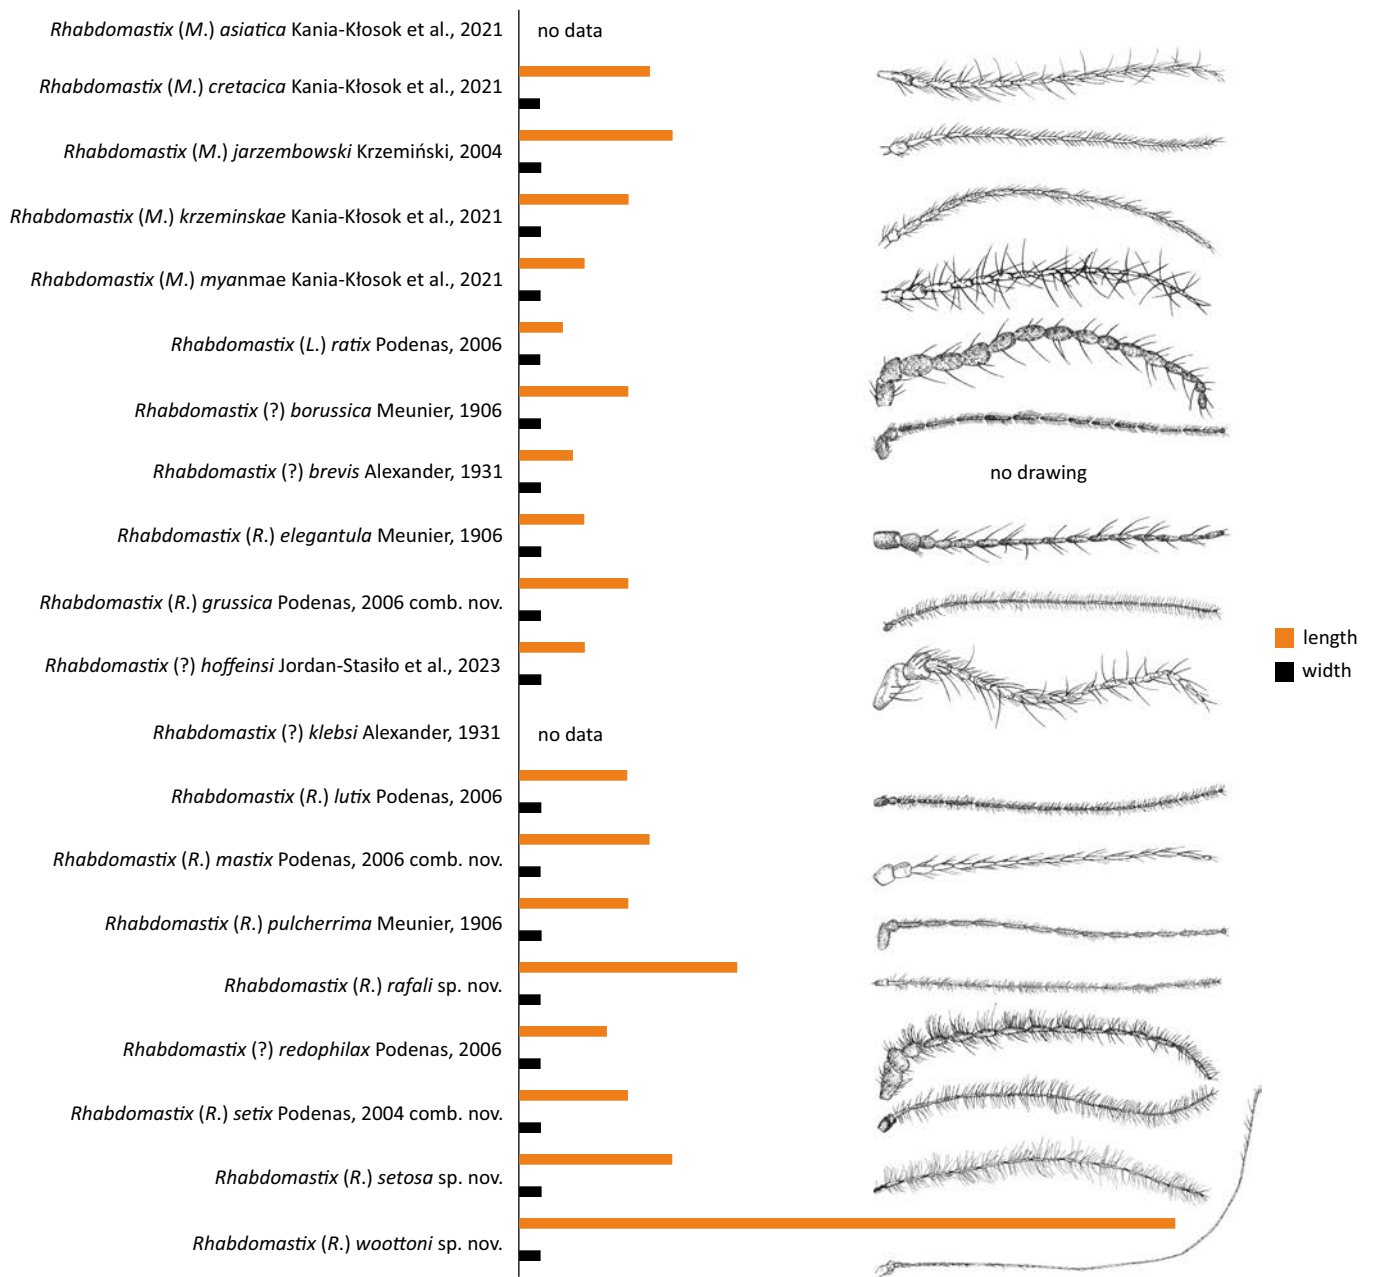 Rhabdomastix (M.) asiatica Kania-Kłosok et al., 2021
no data
Rhabdomastix (M.) cretacica Kania-Kłosok et al., 2021
Rhabdomastix (M.) jarzembowski Krzemiński, 2004
Rhabdomastix (M.) krzeminskae Kania-Kłosok et al., 2021
Rhabdomastix (M.) myanmae Kania-Kłosok et al., 2021
Rhabdomastix (L.) ratix Podenas, 2006
Rhabdomastix (?) borussica Meunier, 1906
Rhabdomastix (?) brevis Alexander, 1931
no drawing
Rhabdomastix (R.) elegantula Meunier, 1906
Rhabdomastix (R.) grussica Podenas, 2006 comb. nov.
length
width
Rhabdomastix (?) hoffeinsi Jordan-Stasiło et al., 2023
Rhabdomastix (?) klebsi Alexander, 1931
no data
Rhabdomastix (R.) lutix Podenas, 2006
Rhabdomastix (R.) mastix Podenas, 2006 comb. nov.
Rhabdomastix (R.) pulcherrima Meunier, 1906
Rhabdomastix (R.) rafali sp. nov.
Rhabdomastix (?) redophilax Podenas, 2006
Rhabdomastix (R.) setix Podenas, 2004 comb. nov.
Rhabdomastix (R.) setosa sp. nov.
Rhabdomastix (R.) woottoni sp. nov.